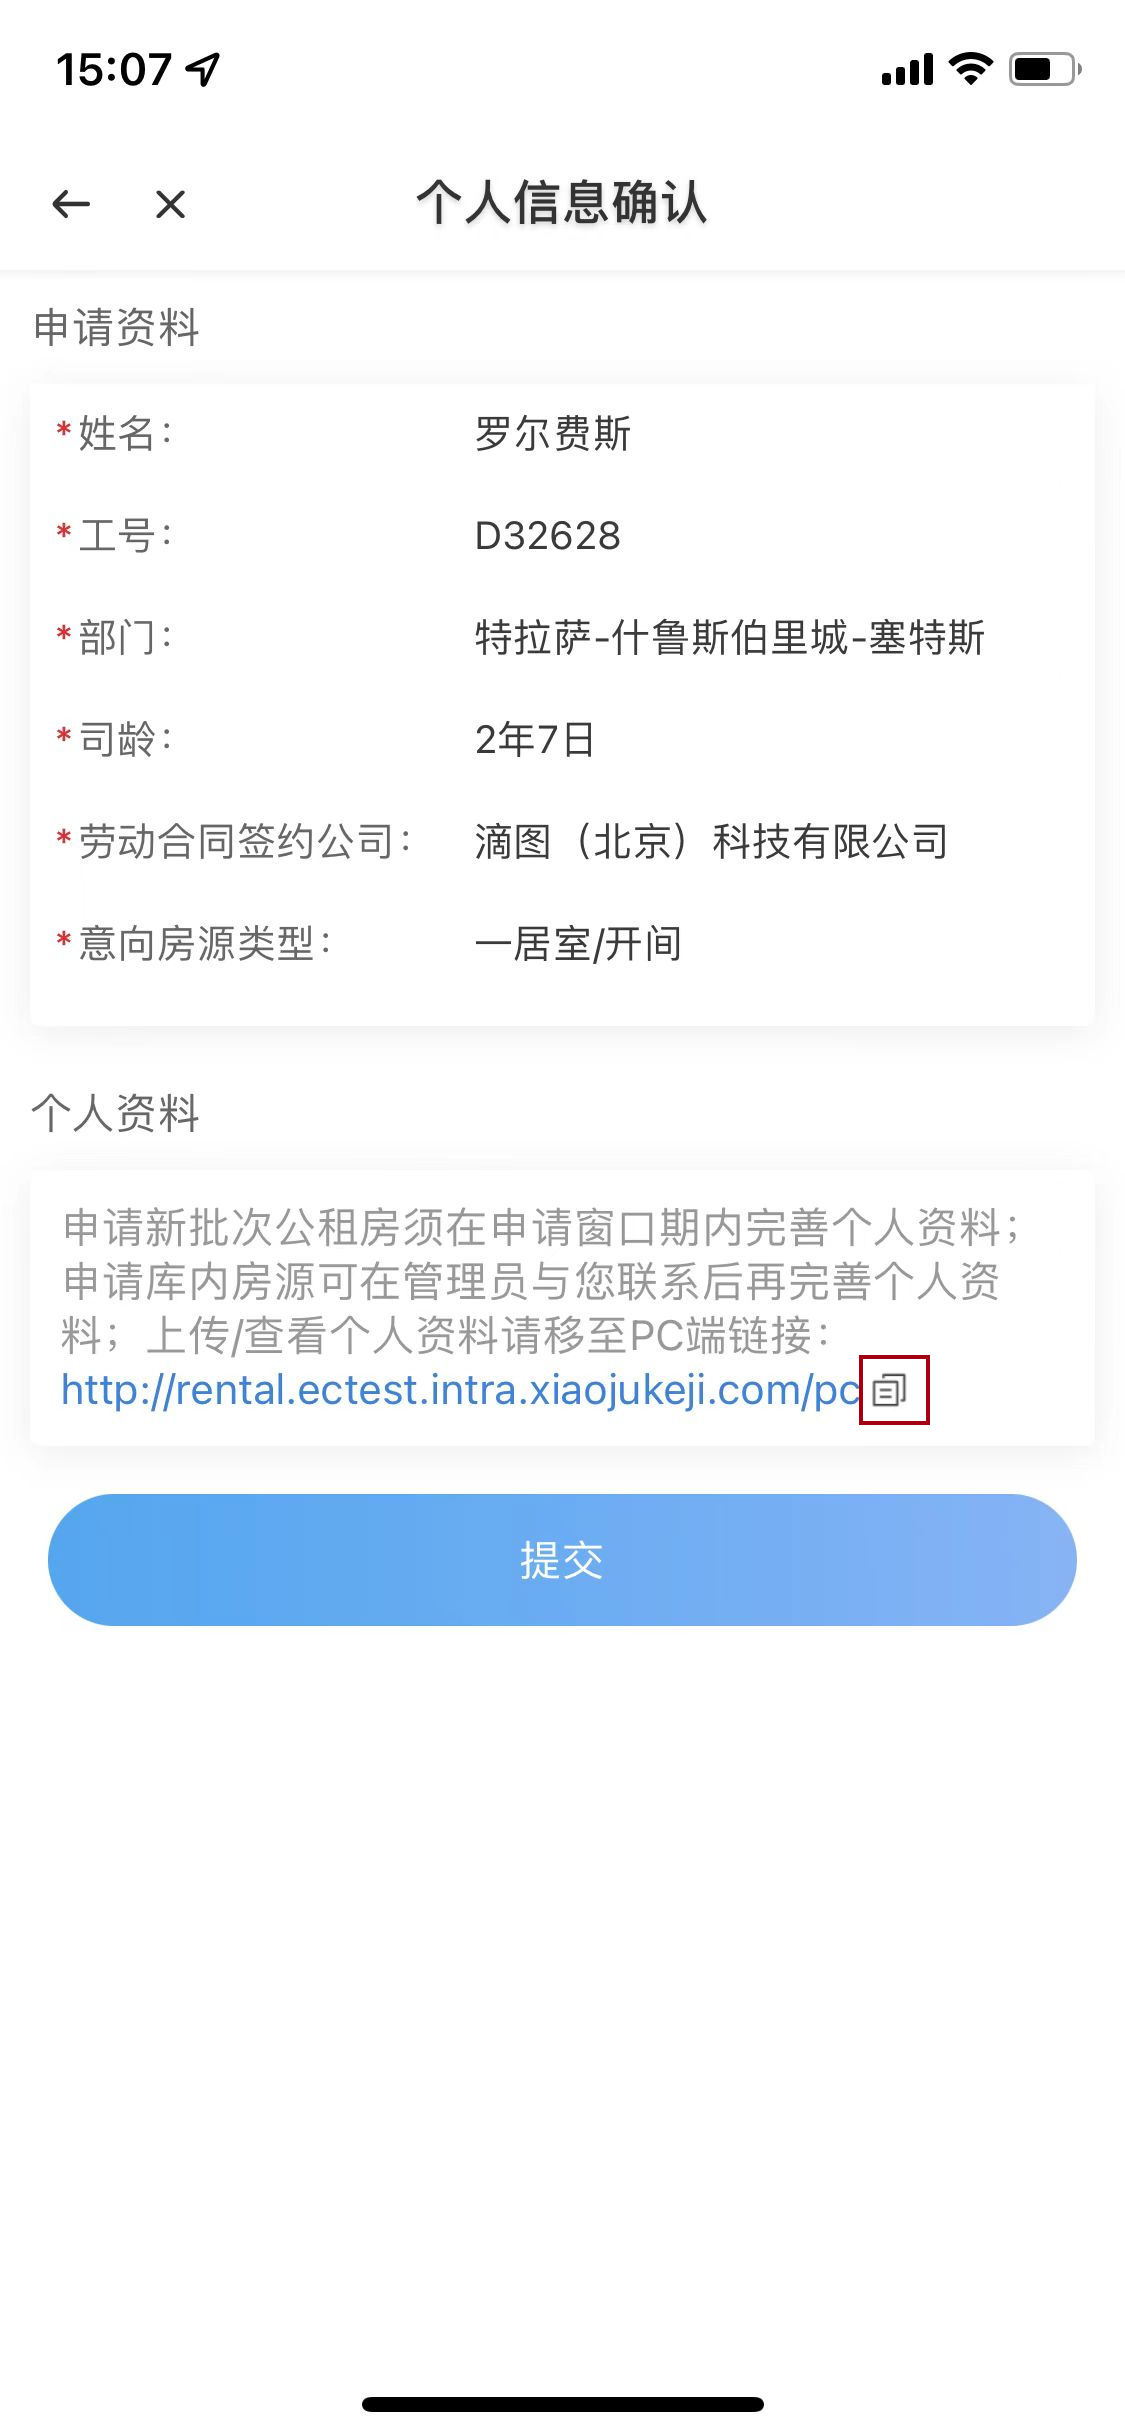 15:07
个人信息确认
申请资料
*姓名： 罗尔费斯
*工号： D32628
*部门： 特拉萨-什鲁斯伯里城-塞特斯
*司龄： 2年7日
*劳动合同签约公司： 滴图（北京）科技有限公司
*意向房源类型： 一居室/开间
个人资料
申请新批次公租房须在申请窗口期内完善个人资料；
申请库内房源可在管理员与您联系后再完善个人资
料；上传/查看个人资料请移至PC端链接：
http://rental.ectest.intra.xiaojukeji.com/pc
提交